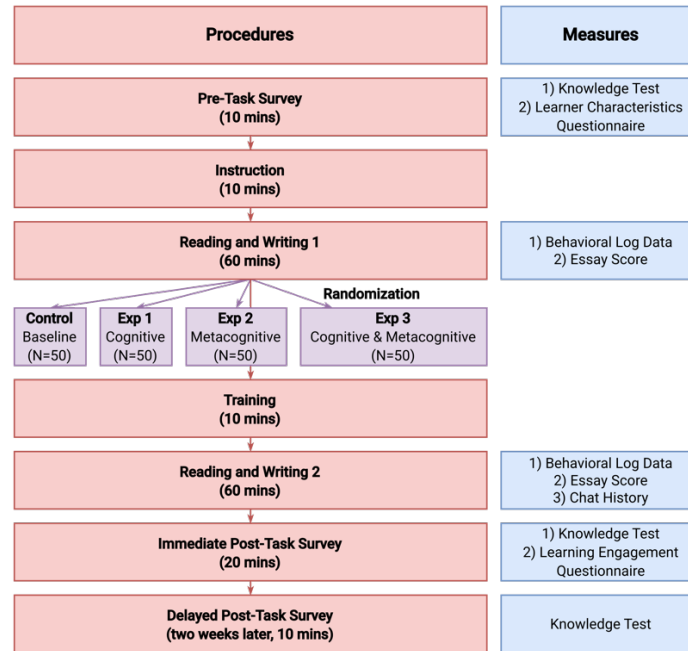 Procedures
Measures
Pre-Task Survey
(10 mins)
1) Knowledge Test
2) Learner Characteristics
Questionnaire
Instruction
(10 mins)
Reading and Writing 1
(60 mins)
1) Behavioral Log Data
2) Essay Score
Randomization
Control
Baseline
(N=50)
Exp 1
Cognitive
(N=50)
Exp 2
Metacognitive
(N=50)
Exp 3
Cognitive & Metacognitive
(N=50)
Training
(10 mins)
Reading and Writing 2
(60 mins)
1) Behavioral Log Data
2) Essay Score
3) Chat History
Immediate Post-Task Survey
(20 mins)
1) Knowledge Test
2) Learning Engagement
Questionnaire
Delayed Post-Task Survey
(two weeks later, 10 mins)
Knowledge Test